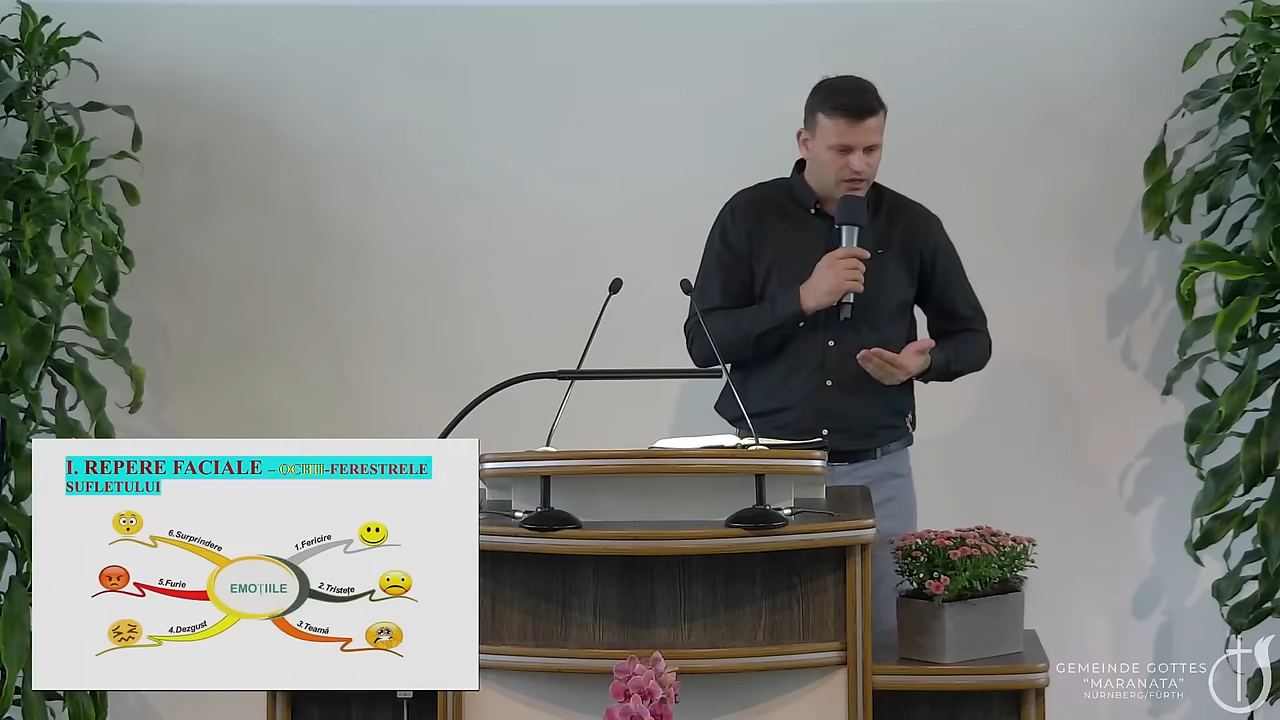 I. REPERE FACIALE – OCHII-FERESTRELE
SUFLETULUI
6.Surprindere
1.Fericire
5.Furie
EMOȚIILE
2.Tristețe
4.Dezgust
3.Teamă
GEMEINDE GOTTES
"MARANATA"
NÜRNBERG/FÜRTH